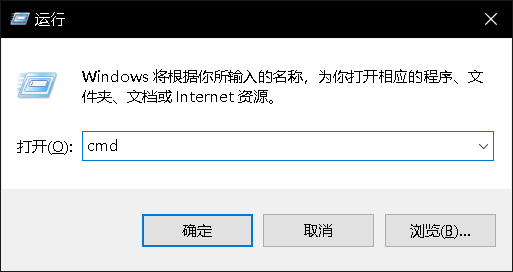 运行
Windows 将根据你所输入的名称，为你打开相应的程序、文
件夹、文档或 Internet 资源。
打开(O): cmd
确定 取消 浏览(B)...